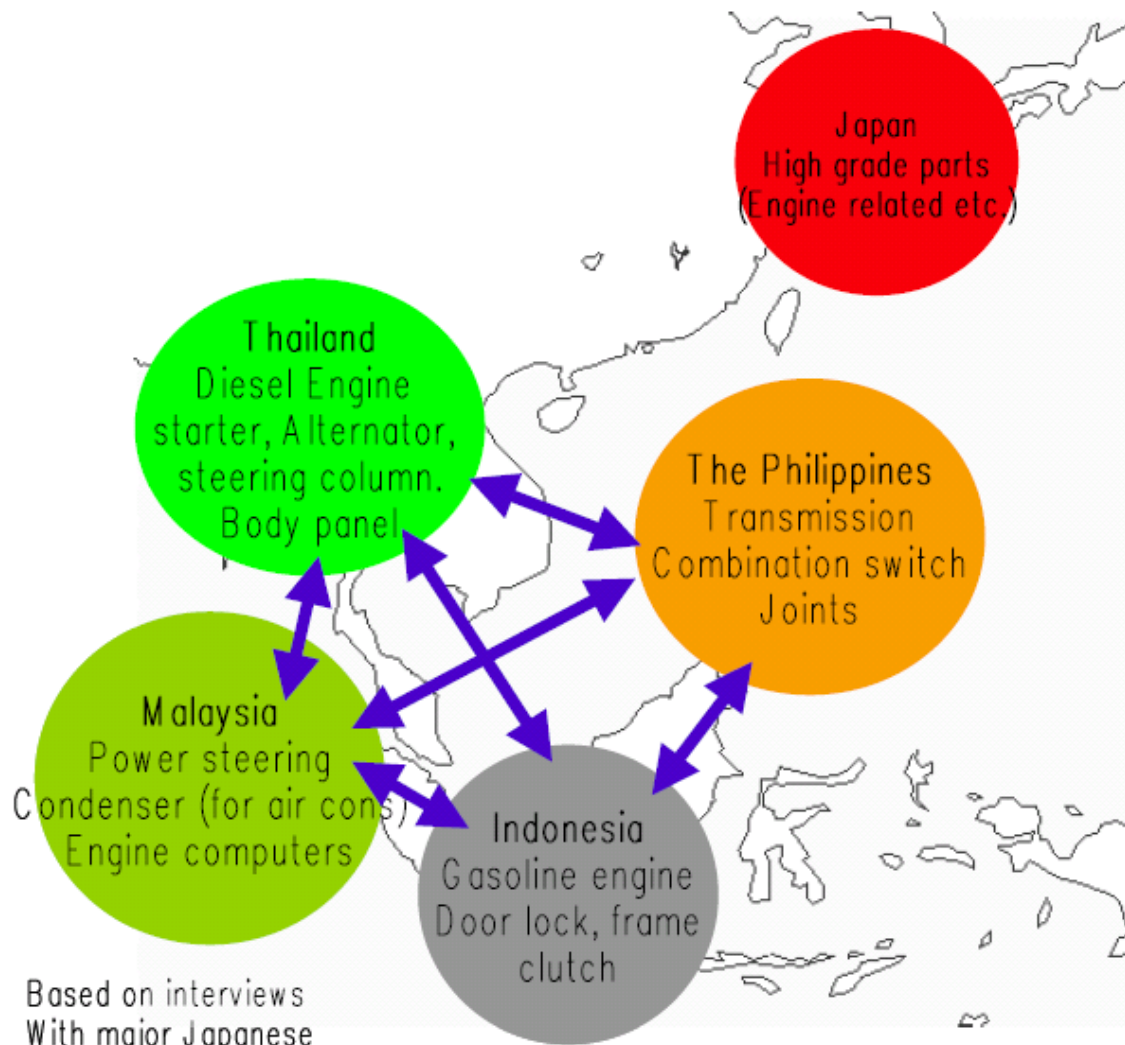 Japan
High grade parts
(Engine related etc.)
Thailand
Diesel Engine
starter, Alternator,
steering column.
Body panel
The Philippines
Transmission
Combination switch
Joints
Malaysia
Power steering
Condenser (for air cons)
Engine computers
Indonesia
Gasoline engine
Door lock, frame
clutch
Based on interviews
With major Japanese